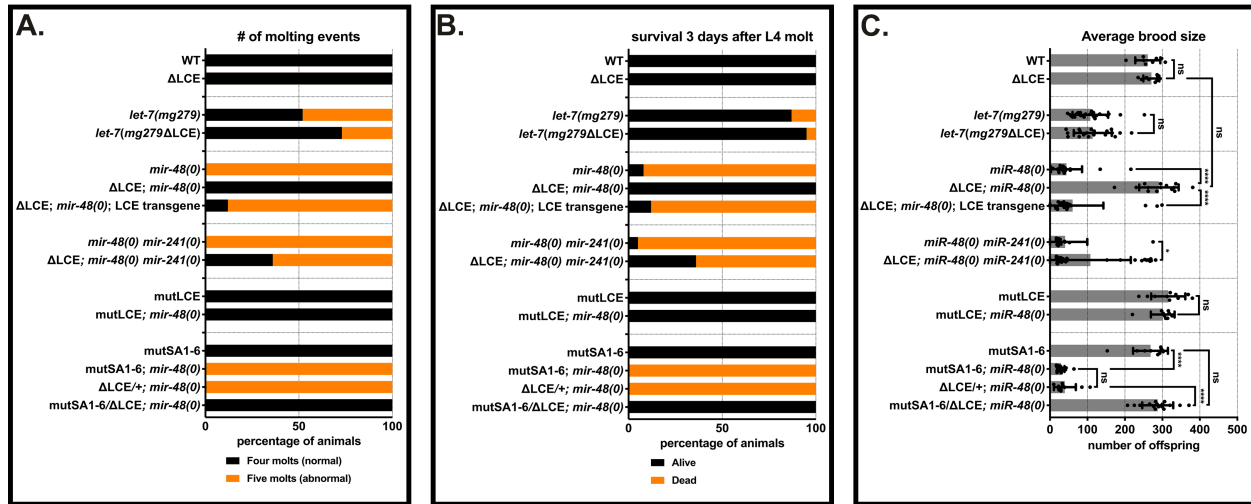 A.
# of molting events
WT
ΔLCE
let-7(mg279)
let-7(mg279ΔLCE)
mir-48(0)
ΔLCE; mir-48(0)
ΔLCE; mir-48(0); LCE transgene
mir-48(0) mir-241(0)
ΔLCE; mir-48(0) mir-241(0)
mutLCE
mutLCE; mir-48(0)
mutSA1-6
mutSA1-6; mir-48(0)
ΔLCE/+; mir-48(0)
mutSA1-6/ΔLCE; mir-48(0)
0 50 100
percentage of animals
Four molts (normal)
Five molts (abnormal)
B.
survival 3 days after L4 molt
WT
ΔLCE
let-7(mg279)
let-7(mg279ΔLCE)
mir-48(0)
ΔLCE; mir-48(0)
ΔLCE; mir-48(0); LCE transgene
mir-48(0) mir-241(0)
ΔLCE; mir-48(0) mir-241(0)
mutLCE
mutLCE; mir-48(0)
mutSA1-6
mutSA1-6; mir-48(0)
ΔLCE/+; mir-48(0)
mutSA1-6/ΔLCE; mir-48(0)
0 50 100
percentage of animals
Alive
Dead
C.
Average brood size
WT
ns
ΔLCE
let-7(mg279)
ns
ns
let-7(mg279ΔLCE)
miR-48(0)
****
ΔLCE; miR-48(0)
****
ΔLCE; mir-48(0); LCE transgene
miR-48(0) miR-241(0)
*
ΔLCE; miR-48(0) miR-241(0)
mutLCE
ns
mutLCE; miR-48(0)
mutSA1-6
****
ns
mutSA1-6; miR-48(0)
ns
ΔLCE/+; miR-48(0)
****
mutSA1-6/ΔLCE; miR-48(0)
0 100 200 300 400 500
number of offspring